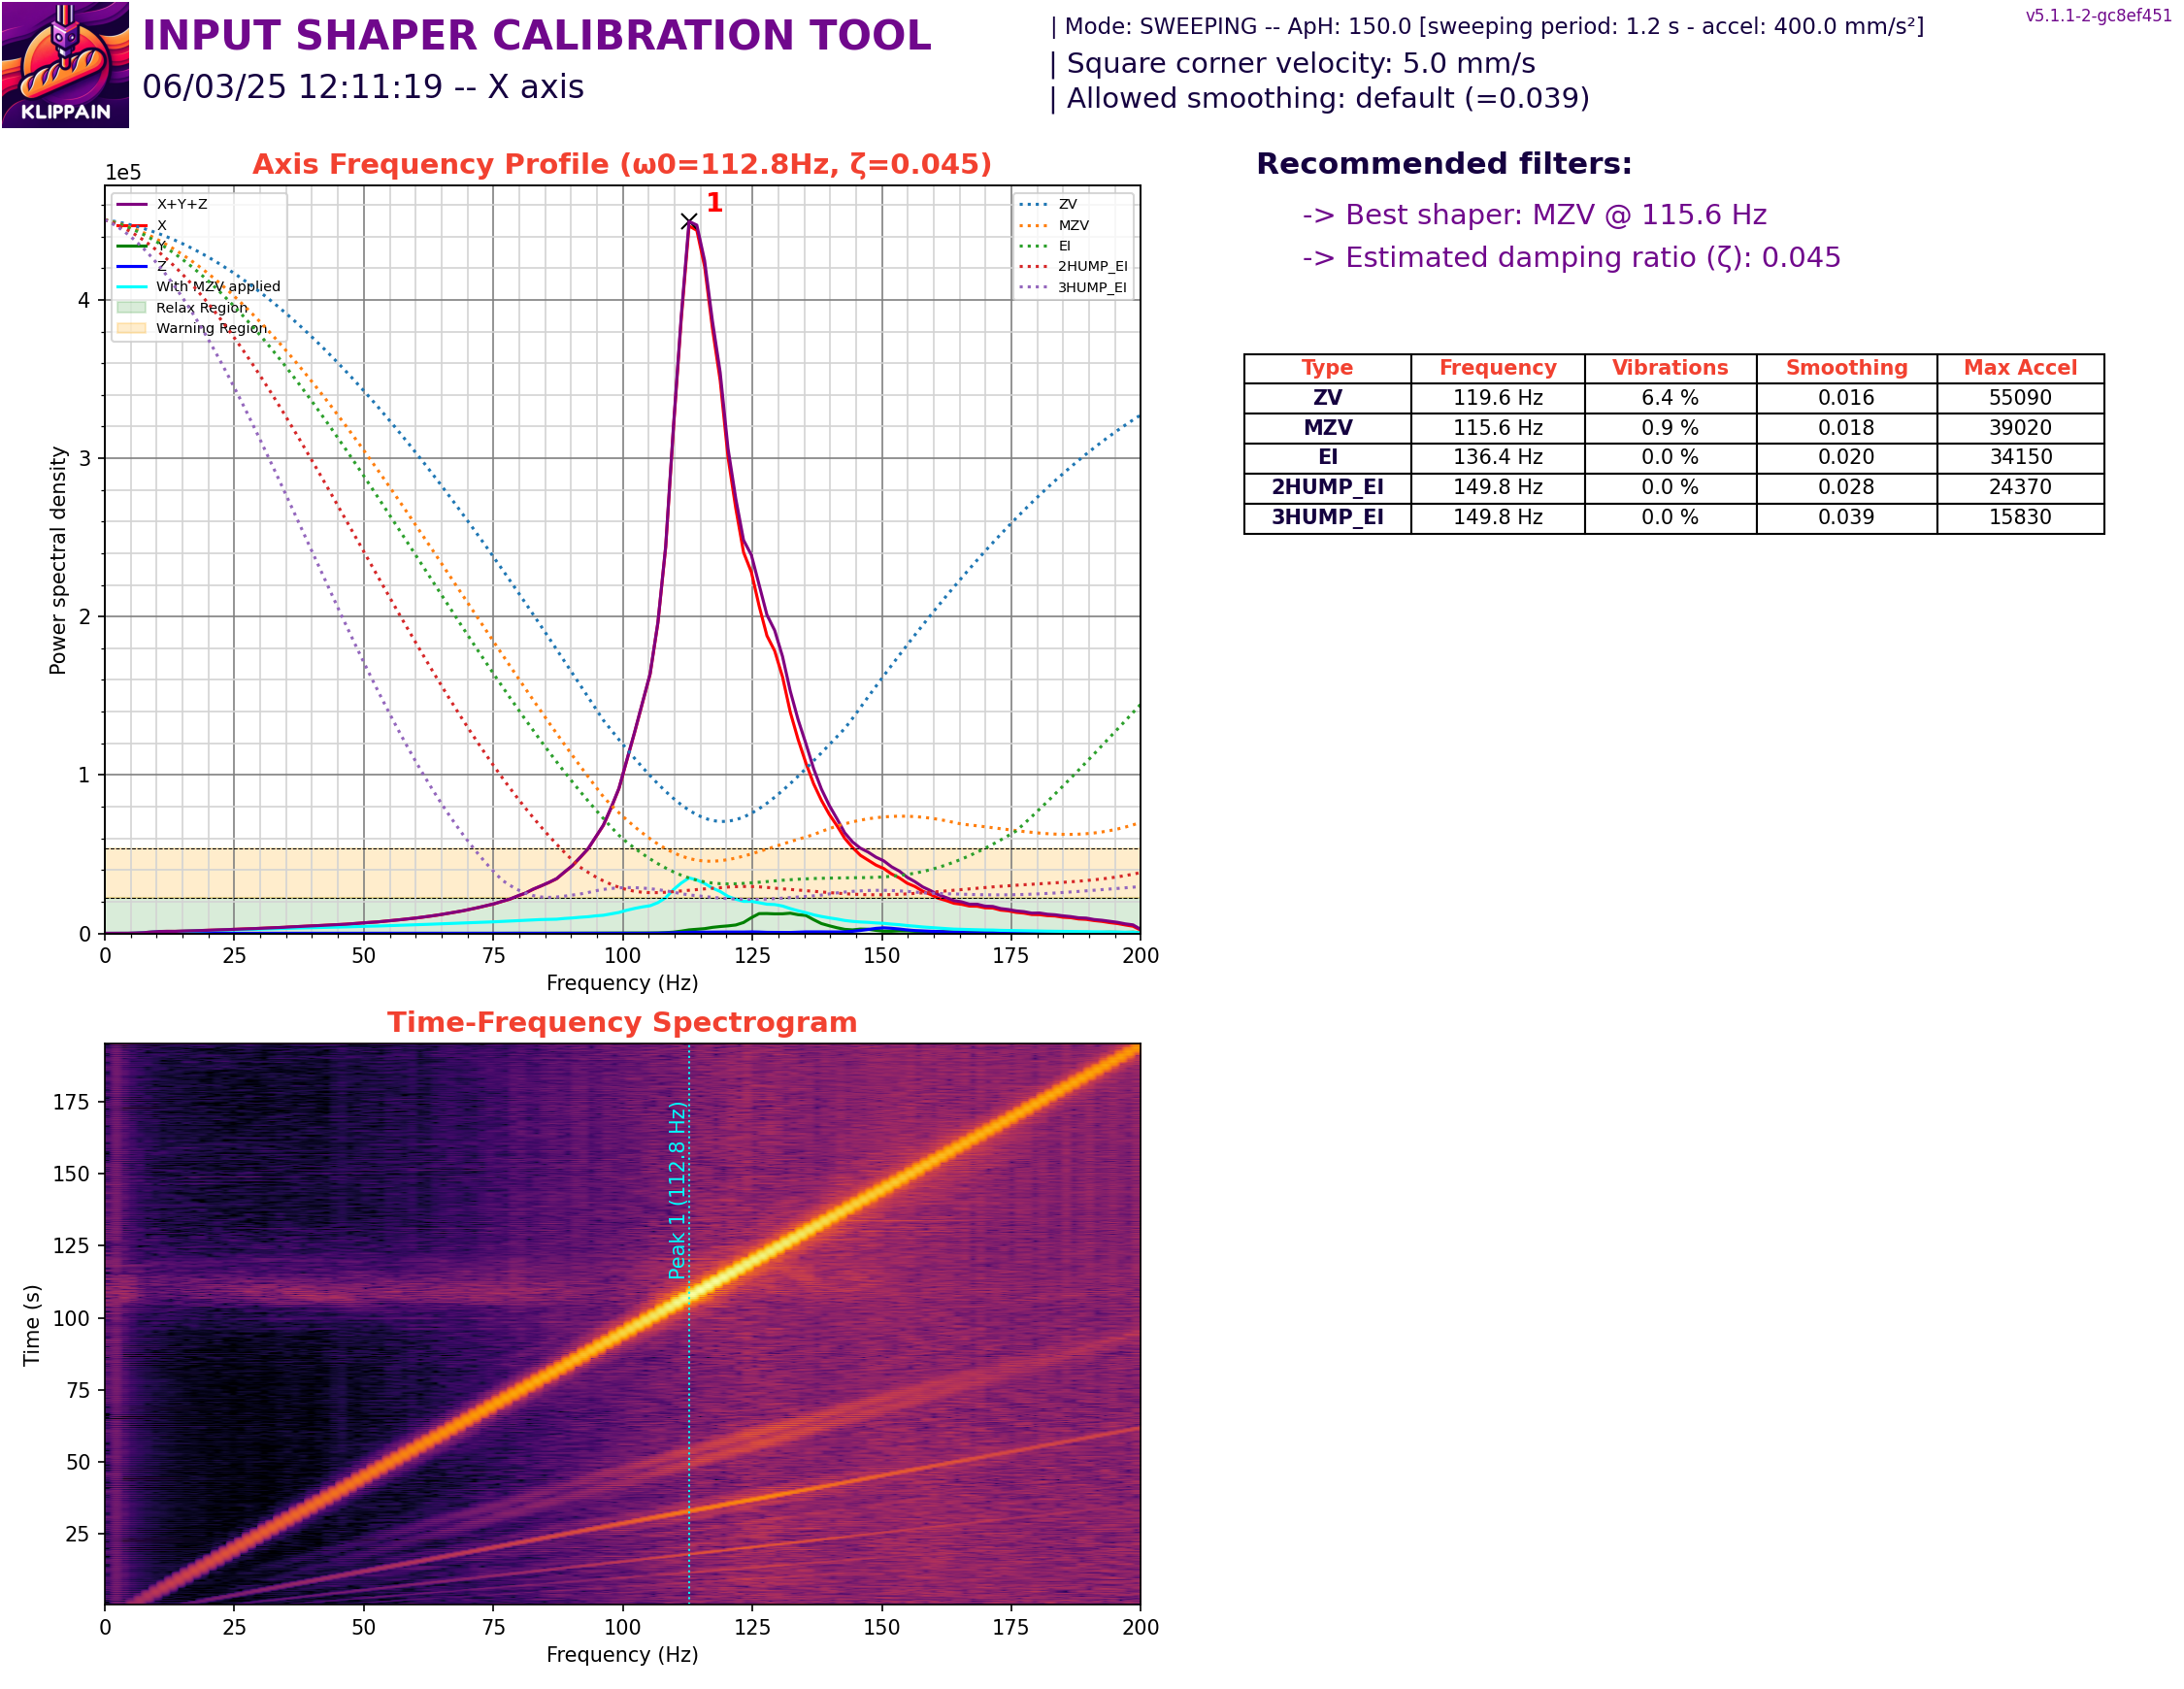 INPUT SHAPER CALIBRATION TOOL
06/03/25 12:11:19 -- X axis
KLIPPAIN
| Mode: SWEEPING -- ApH: 150.0 [sweeping period: 1.2 s - accel: 400.0 mm/s²]
| Square corner velocity: 5.0 mm/s
| Allowed smoothing: default (=0.039)
v5.1.1-2-gc8ef451
Axis Frequency Profile (ω0=112.8Hz, ζ=0.045)
1e5
X+Y+Z
X
Y
Z
With MZV applied
Relax Region
Warning Region
1
ZV
MZV
EI
2HUMP_EI
3HUMP_EI
Power spectral density
4
3
2
1
0
0 25 50 75 100 125 150 175 200
Frequency (Hz)
Recommended filters:
-> Best shaper: MZV @ 115.6 Hz
-> Estimated damping ratio (ζ): 0.045
Type Frequency Vibrations Smoothing Max Accel
ZV 119.6 Hz 6.4 % 0.016 55090
MZV 115.6 Hz 0.9 % 0.018 39020
EI 136.4 Hz 0.0 % 0.020 34150
2HUMP_EI 149.8 Hz 0.0 % 0.028 24370
3HUMP_EI 149.8 Hz 0.0 % 0.039 15830
Time-Frequency Spectrogram
Time (s)
175
150
125
100
75
50
25
Peak 1 (112.8 Hz)
0 25 50 75 100 125 150 175 200
Frequency (Hz)